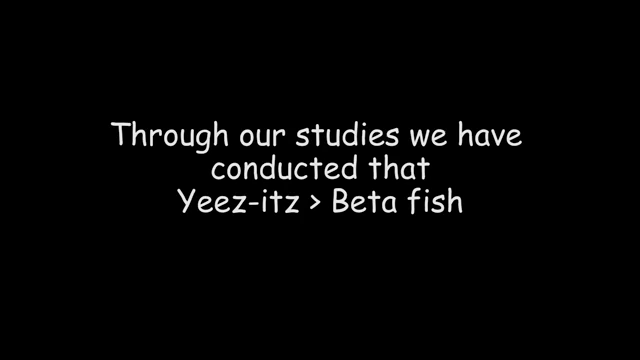 Through our studies we have
conducted that
Yeez-itz > Beta fish